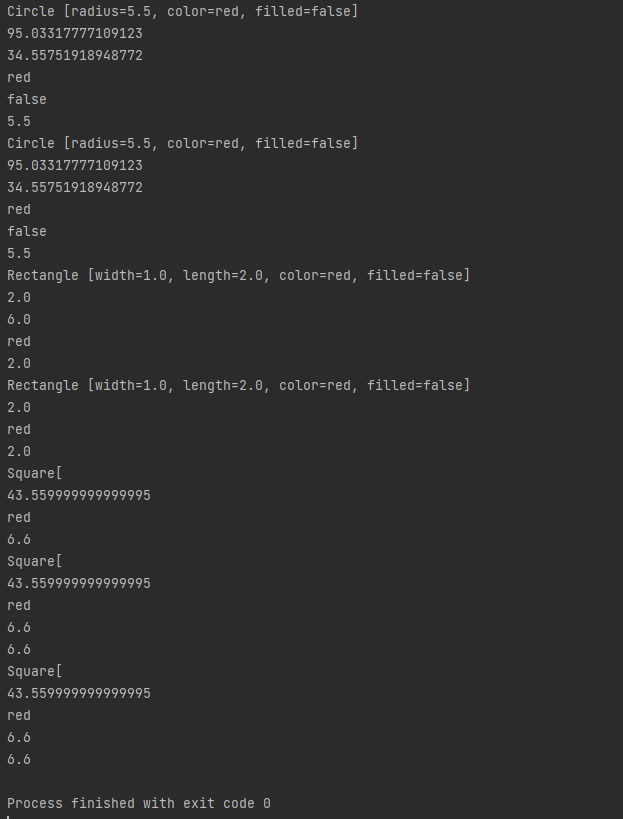 Circle [radius=5.5, color=red, filled=false]
95.03317777109123
34.55751918948772
red
false
5.5
Circle [radius=5.5, color=red, filled=false]
95.03317777109123
34.55751918948772
red
false
5.5
Rectangle [width=1.0, length=2.0, color=red, filled=false]
2.0
6.0
red
2.0
Rectangle [width=1.0, length=2.0, color=red, filled=false]
2.0
red
2.0
Square[
43.559999999999995
red
6.6
Square[
43.559999999999995
red
6.6
6.6
Square[
43.559999999999995
red
6.6
6.6
Process finished with exit code 0